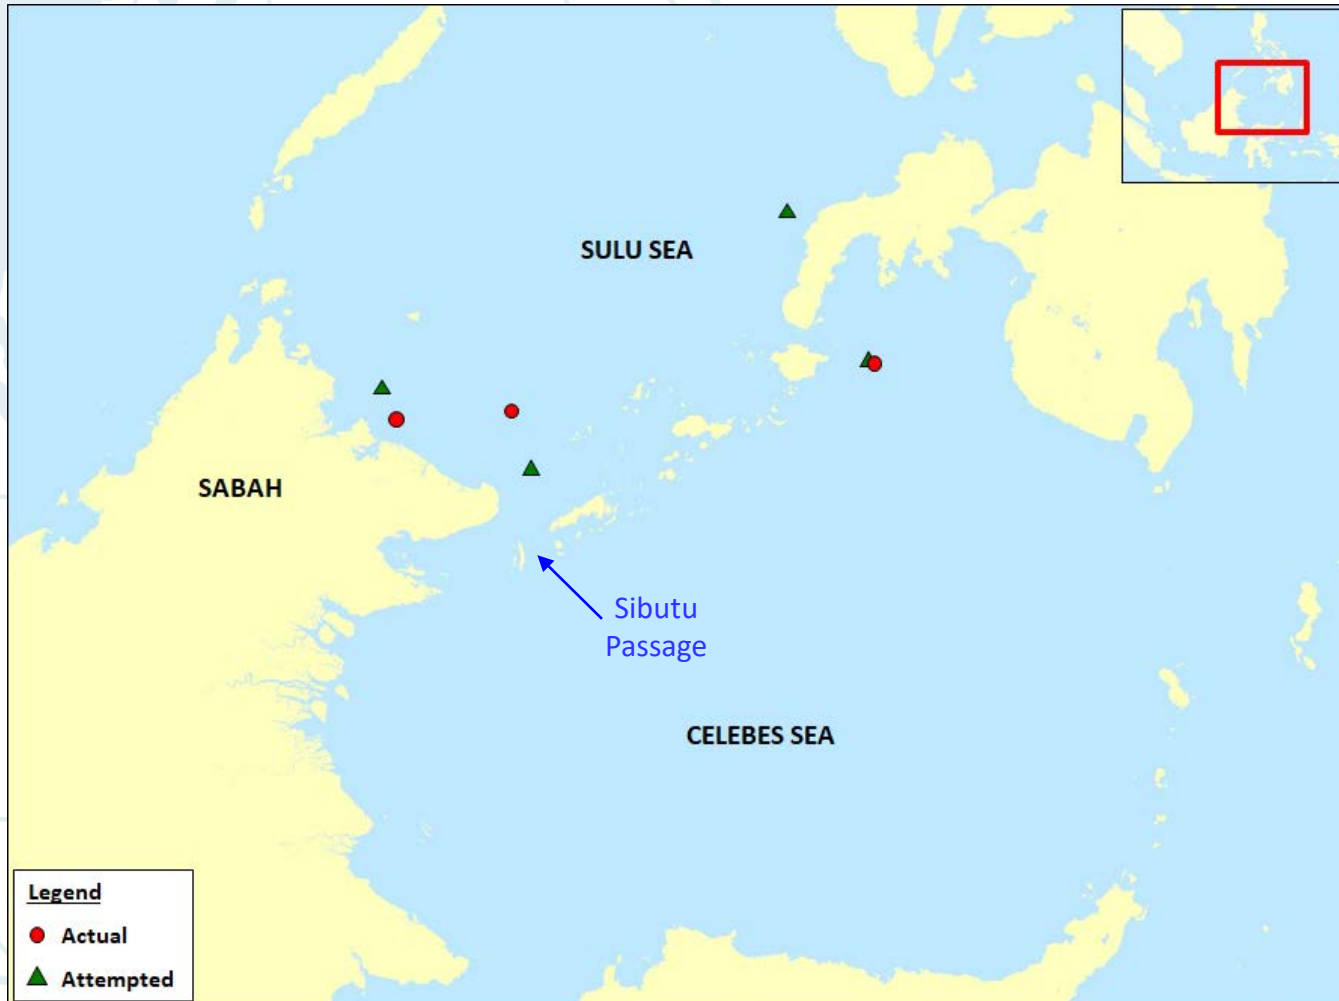 SULU SEA
SABAH
Sibutu
Passage
CELEBES SEA
Legend
Actual
Attempted